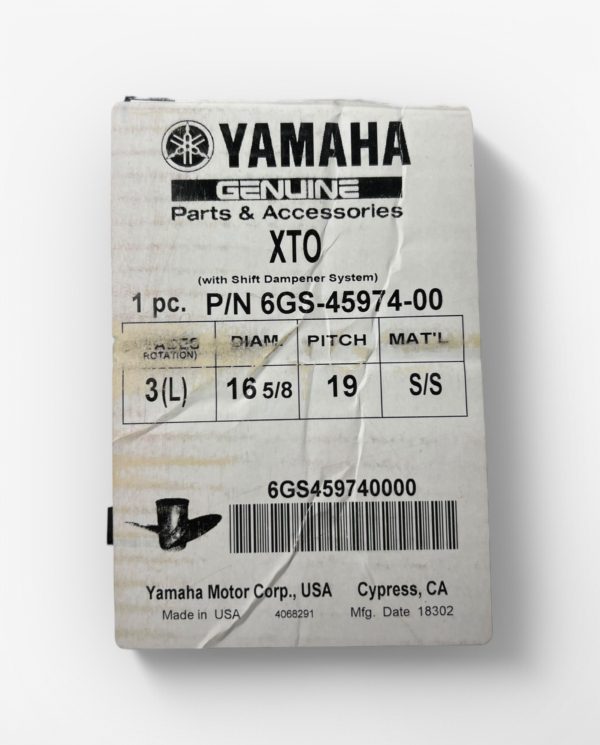 YAMAHA
GENUINE
Parts & Accessories
XTO
(with Shift Dampener System)
1 pc. P/N 6GS-45974-00
ROTATION) DIAM. PITCH MAT'L
3(L) 16 5/8 19 S/S
6GS459740000
Yamaha Motor Corp., USA Cypress, CA
Made in USA 4068291 Mfg. Date 18302